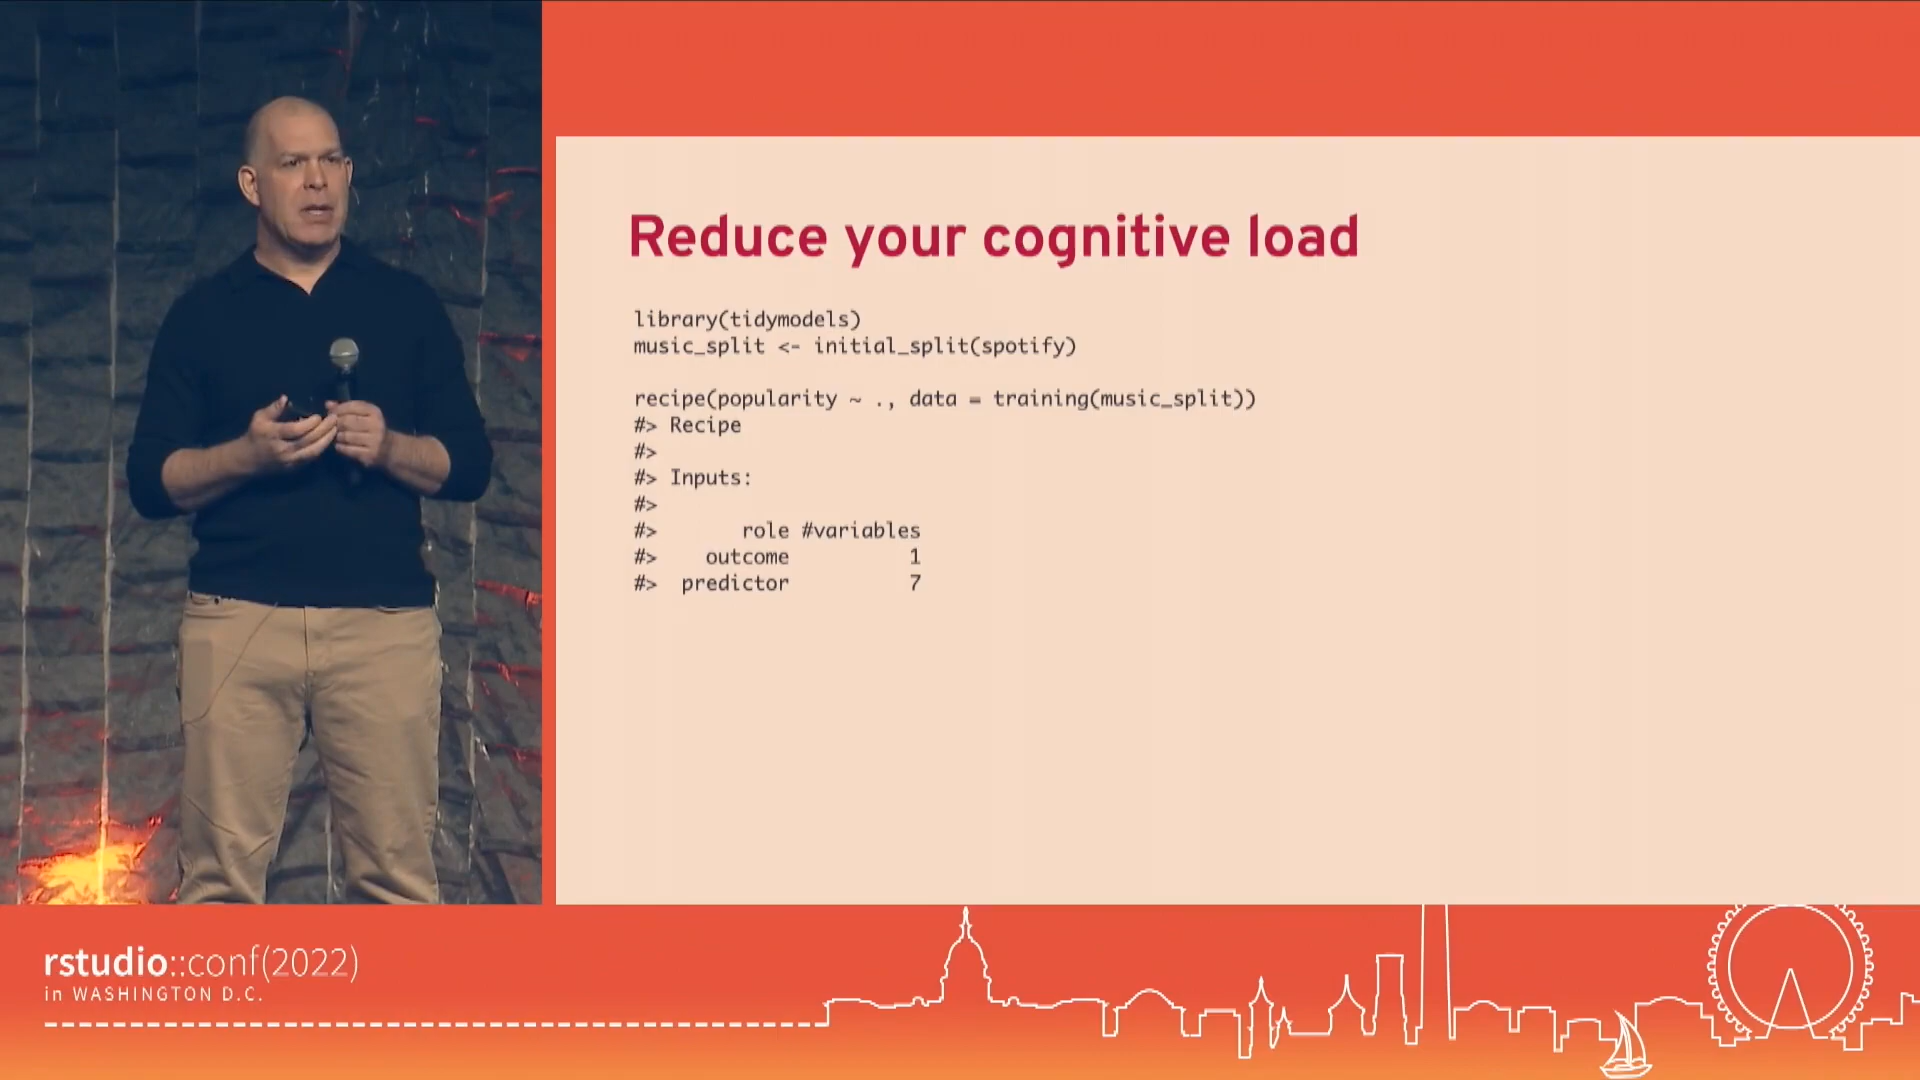 Reduce your cognitive load
library(tidymodels)
music_split <- initial_split(spotify)
recipe(popularity ~ ., data = training(music_split))
#> Recipe
#>
#> Inputs:
#>
#>       role #variables
#>    outcome          1
#>  predictor          7
rstudio::conf(2022)
in WASHINGTON D.C.